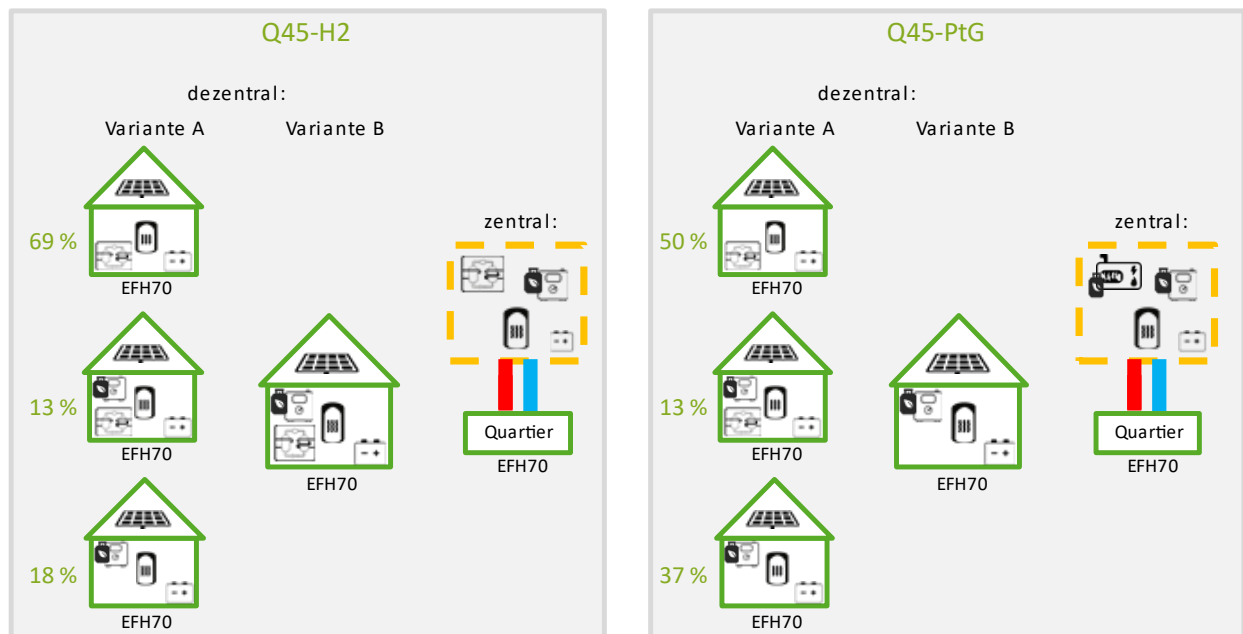 Q45-H2
dezentral:
Variante A
Variante B
69 %
EFH70
13 %
EFH70
18 %
EFH70
EFH70
zentral:
Quartier
EFH70
Q45-PtG
dezentral:
Variante A
Variante B
50 %
EFH70
13 %
EFH70
37 %
EFH70
EFH70
zentral:
Quartier
EFH70